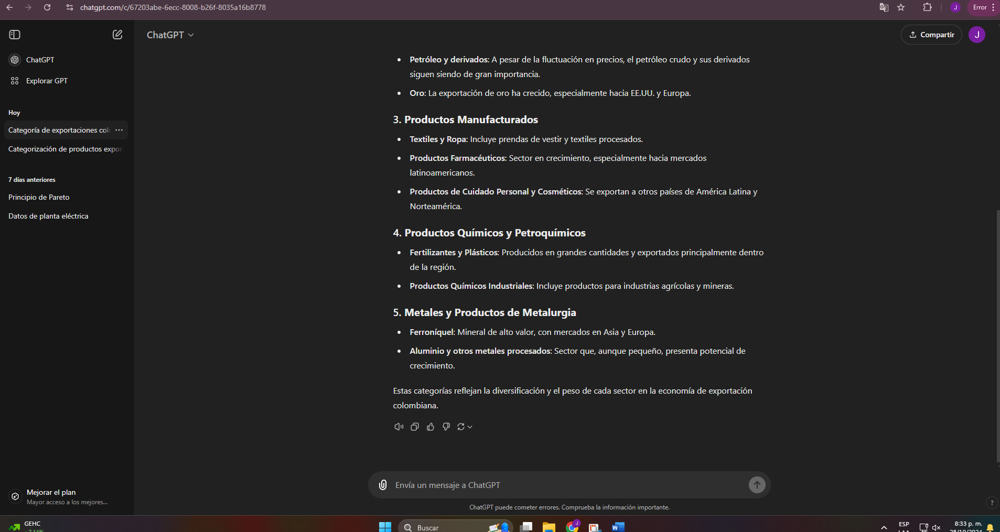 chatgpt.com/c/67203abe-6ecc-8008-b26f-8035a16b8778
J
Error
ChatGPT
Compartir
J
ChatGPT
Explorar GPT
Hoy
Categoría de exportaciones col
Categorización de productos expor
7 días anteriores
Principio de Pareto
Datos de planta eléctrica
Mejorar el plan
Mayor acceso a los mejores...
• Petróleo y derivados: A pesar de la fluctuación en precios, el petróleo crudo y sus derivados
siguen siendo de gran importancia.
• Oro: La exportación de oro ha crecido, especialmente hacia EE.UU. y Europa.
3. Productos Manufacturados
• Textiles y Ropa: Incluye prendas de vestir y textiles procesados.
• Productos Farmacéuticos: Sector en crecimiento, especialmente hacia mercados
latinoamericanos.
• Productos de Cuidado Personal y Cosméticos: Se exportan a otros países de América Latina y
Norteamérica.
4. Productos Químicos y Petroquímicos
• Fertilizantes y Plásticos: Producidos en grandes cantidades y exportados principalmente dentro
de la región.
• Productos Químicos Industriales: Incluye productos para industrias agrícolas y mineras.
5. Metales y Productos de Metalurgia
• Ferroníquel: Mineral de alto valor, con mercados en Asia y Europa.
• Aluminio y otros metales procesados: Sector que, aunque pequeño, presenta potencial de
crecimiento.
Estas categorías reflejan la diversificación y el peso de cada sector en la economía de exportación
colombiana.
Envía un mensaje a ChatGPT
ChatGPT puede cometer errores. Comprueba la información importante.
?
GEHC
+7.14%
Buscar
J
W
ESP
LAA
8:33 p. m.
28/10/2024